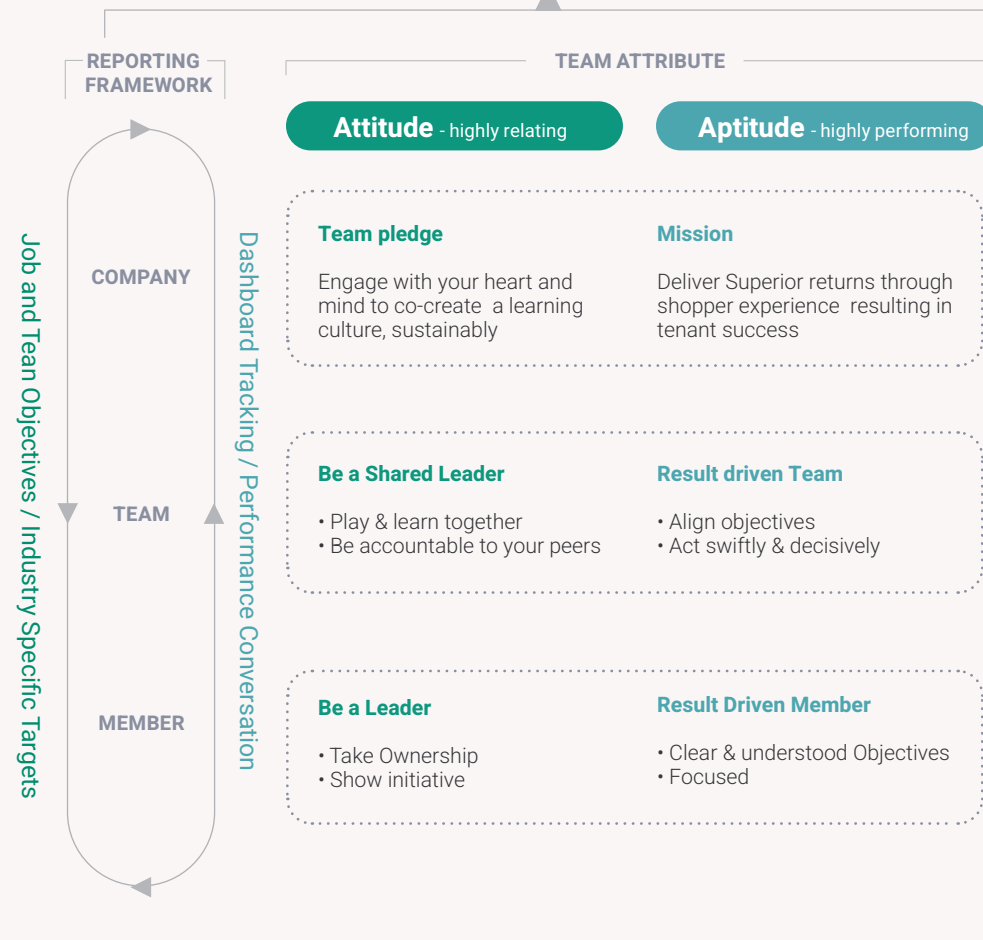 REPORTING
FRAMEWORK
TEAM ATTRIBUTE
Attitude - highly relating
Aptitude - highly performing
Job and Tean Objectives / Industry Specific Targets
Dashboard Tracking / Performance Conversation
COMPANY
Team pledge
Engage with your heart and
mind to co-create a learning
culture, sustainably
Mission
Deliver Superior returns through
shopper experience resulting in
tenant success
TEAM
Be a Shared Leader
• Play & learn together
• Be accountable to your peers
Result driven Team
• Align objectives
• Act swiftly & decisively
MEMBER
Be a Leader
• Take Ownership
• Show initiative
Result Driven Member
• Clear & understood Objectives
• Focused